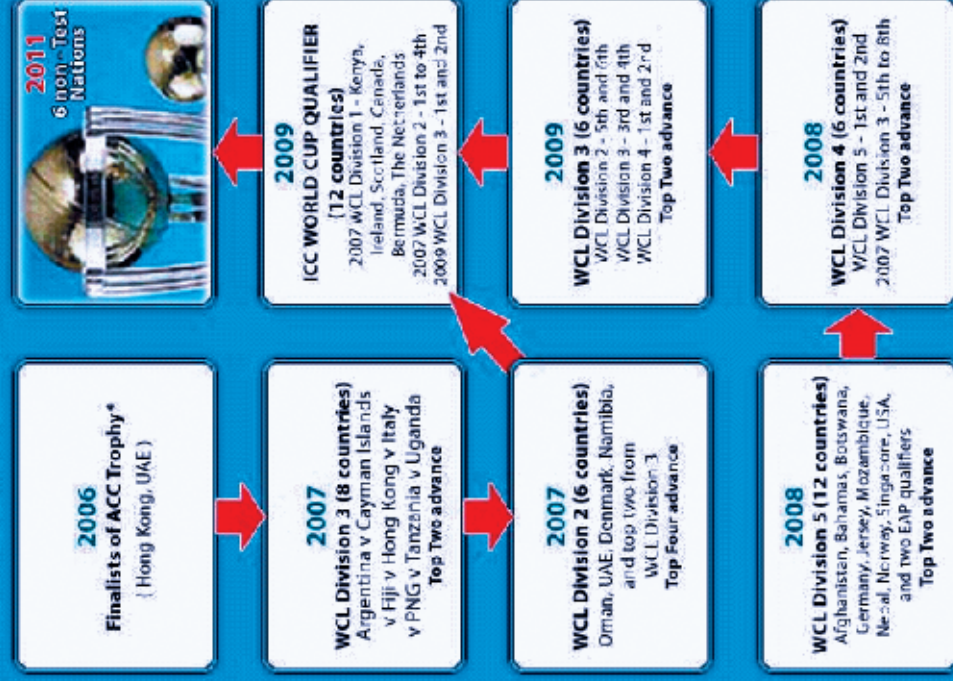 2006
Finalists of ACC Trophy*
( Hong Kong, UAE )
2007
WCL Division 3 (8 countries)
Argentina v Cayman Islands
v Fiji v Hong Kong v Italy
v PNG v Tanzania v Uganda
Top Two advance
2007
WCL Division 2 (6 countries)
Oman, UAE, Denmark, Namibia,
and top two from
WCL Division 3
Top Four advance
2008
WCL Division 5 (12 countries)
Afghanistan, Bahamas, Botswana,
Germany, Jersey, Mozambique,
Nepal, Norway, Singapore, USA,
and two EAP qualifiers
Top Two advance
2011
6 non-Test
Nations
ICC WORLD CUP QUALIFIER
2009
(12 countries)
2007 WCL Division 1 - Kenya,
Ireland, Scotland, Canada,
Bermuda, The Netherlands
2007 WCL Division 2 - 1st to 4th
2009 WCL Division 3 - 1st and 2nd
2009
WCL Division 3 (6 countries)
WCL Division 2 - 5th and 6th
WCL Division 3 - 3rd and 4th
WCL Division 4 - 1st and 2nd
Top Two advance
2008
WCL Division 4 (6 countries)
WCL Division 5 - 1st and 2nd
2007 WCL Division 3 - 5th to 8th
Top Two advance